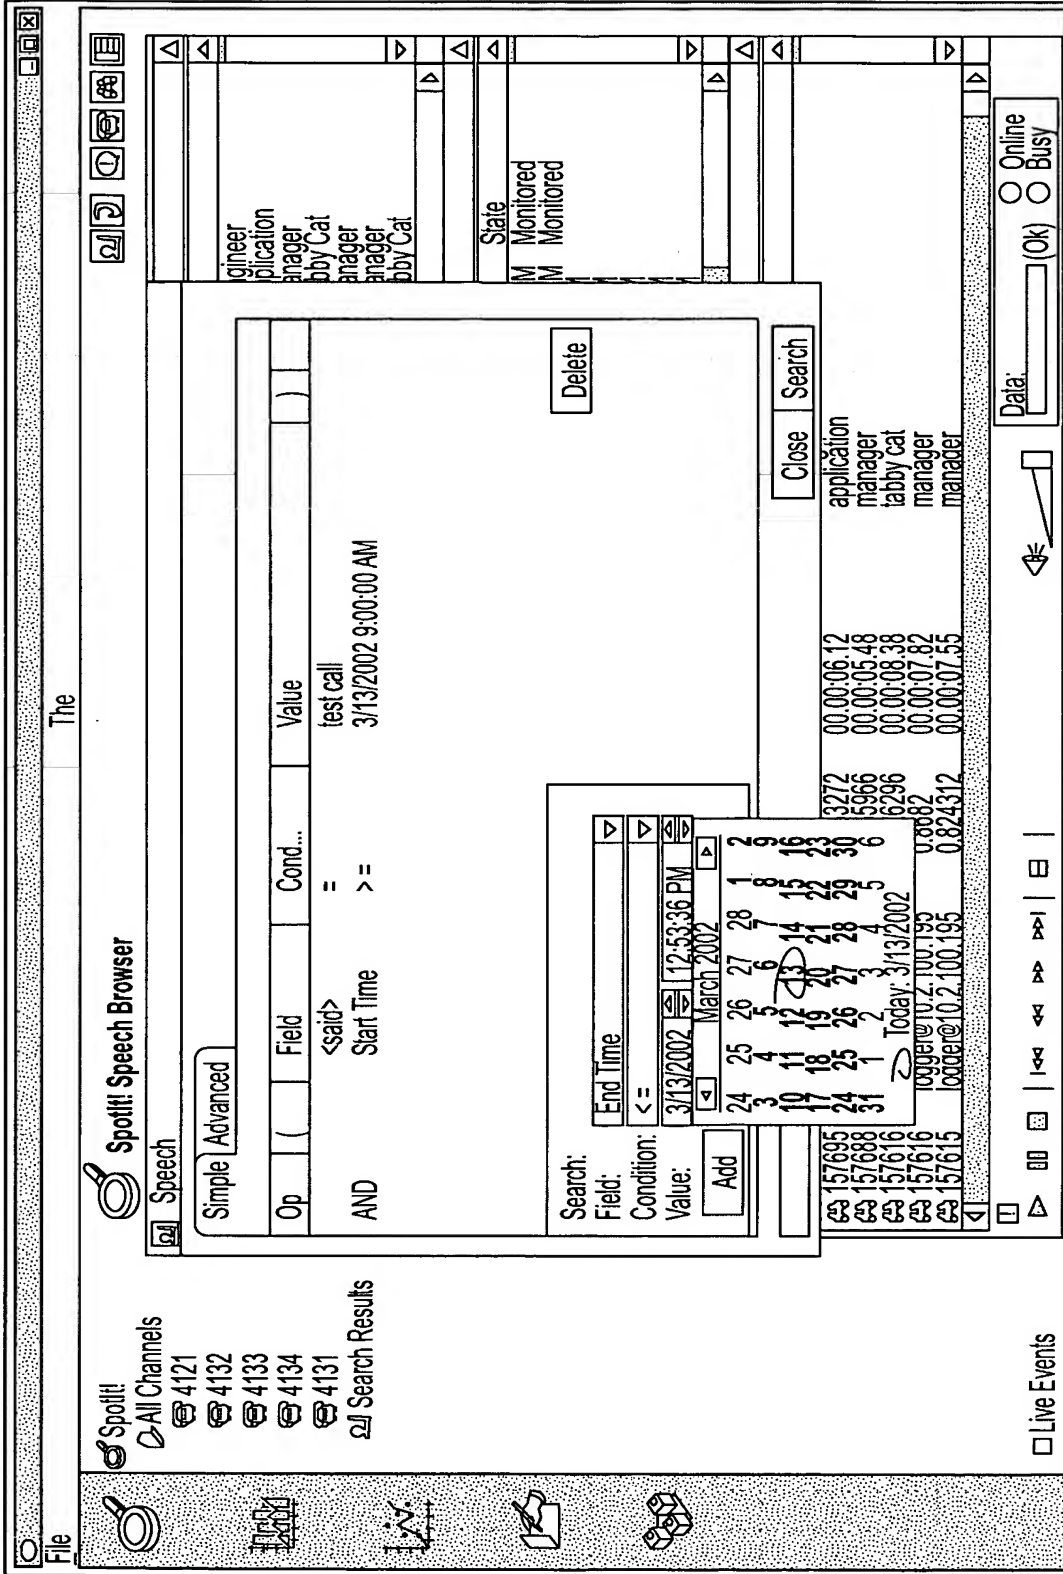 File
The
Spotlt!
All Channels
4121
4132
4133
4134
4131
Search Results
Live Events
Spotlt! Speech Browser
Speech
Simple Advanced
Op ( Field Cond... Value )
<said> = test call
AND Start Time >= 3/13/2002 9:00:00 AM
Search:
Field: End Time
Condition: <=
Value: 3/13/2002 12:53:36 PM
Add
Delete
March 2002
24 25 26 27 28 1 2
3 4 5 6 7 8 9
10 11 12 13 14 15 16
17 18 19 20 21 22 23
24 25 26 27 28 29 30
31 1 2 3 4 5 6
Today: 3/13/2002
Close Search
gineer
plication
anager
bby Cat
anager
anager
bby Cat
State
M Monitored
M Monitored
157695 3272 00.00:06.12 application
157688 5966 00.00:05.48 manager
157616 6296 00.00:08.38 tabby cat
157616 logger@10.2.100.195 0.8682 00.00:07.82 manager
157615 logger@10.2.100.195 0.824312 00.00:07.55 manager
Data: (Ok) Online
Busy